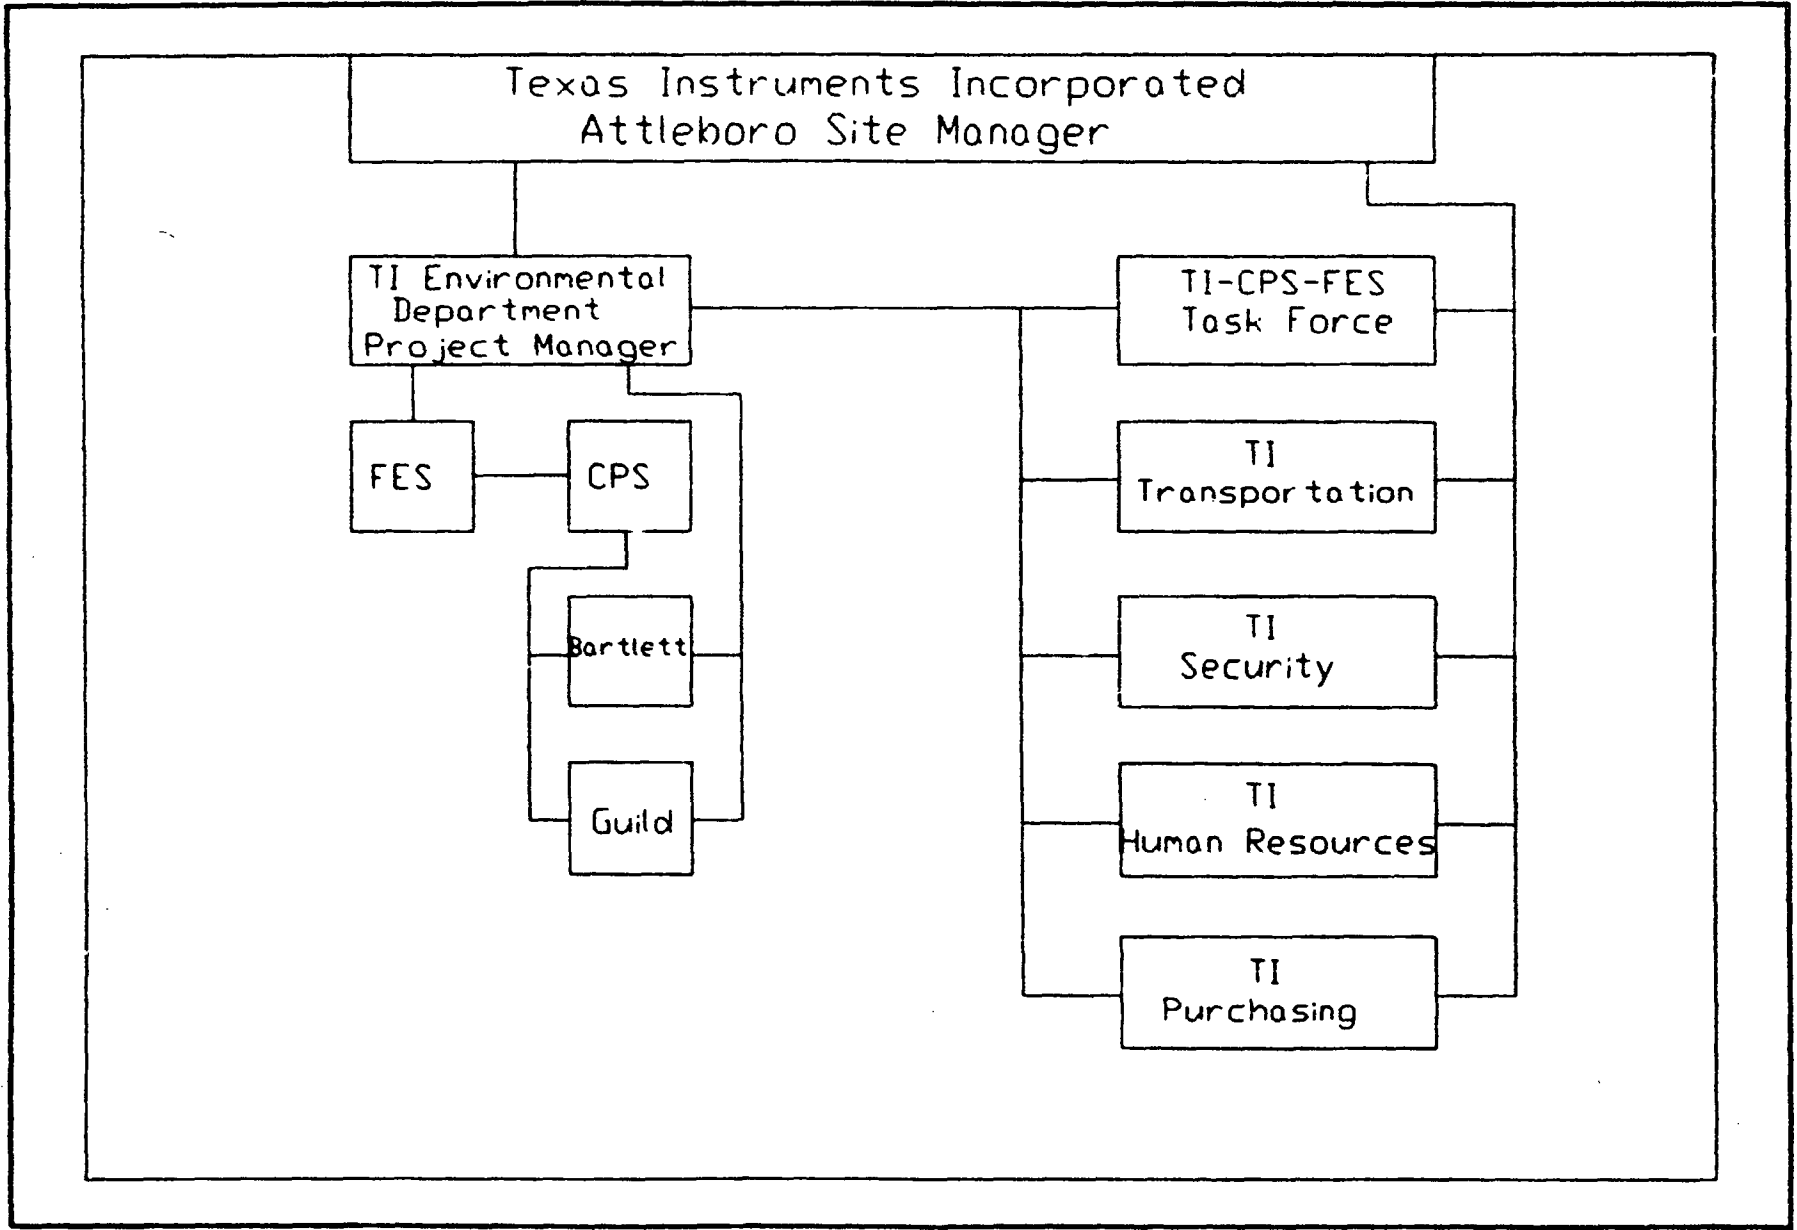 Texas Instruments Incorporated
Attleboro Site Manager
TI Environmental
Department
Project Manager
TI-CPS-FES
Task Force
FES
CPS
TI
Transportation
Bartlett
TI
Security
Guild
TI
Human Resources
TI
Purchasing